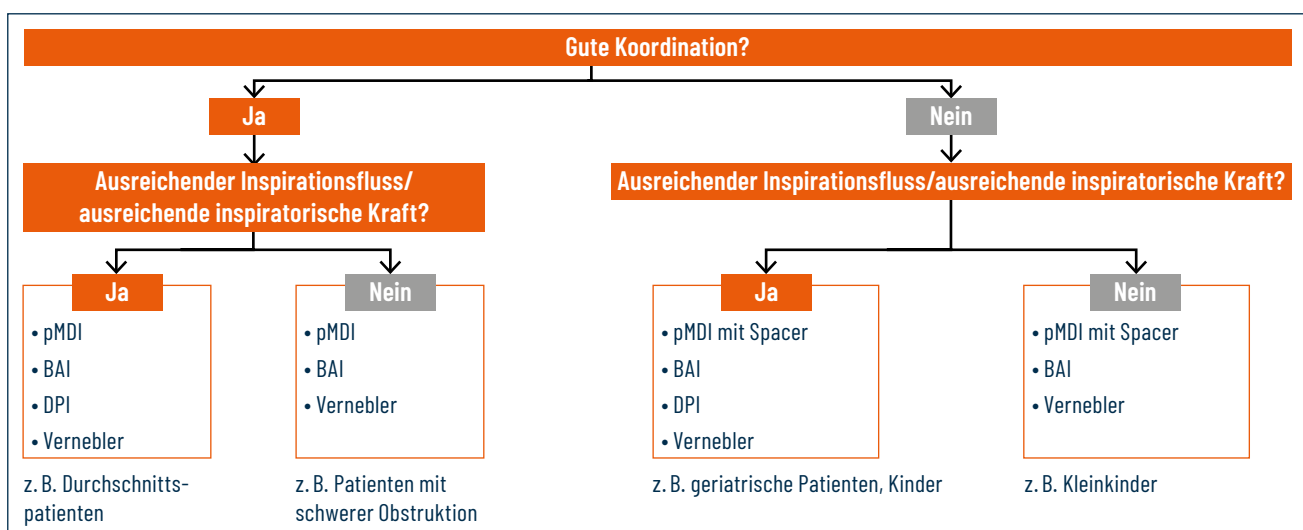 Gute Koordination?
Ja
Nein
Ausreichender Inspirationsfluss/
ausreichende inspiratorische Kraft?
Ausreichender Inspirationsfluss/ausreichende inspiratorische Kraft?
Ja
• pMDI
• BAI
• DPI
• Vernebler
z. B. Durchschnitts-
patienten
Nein
• pMDI
• BAI
• Vernebler
z. B. Patienten mit
schwerer Obstruktion
Ja
• pMDI mit Spacer
• BAI
• DPI
• Vernebler
z. B. geriatrische Patienten, Kinder
Nein
• pMDI mit Spacer
• BAI
• Vernebler
z. B. Kleinkinder